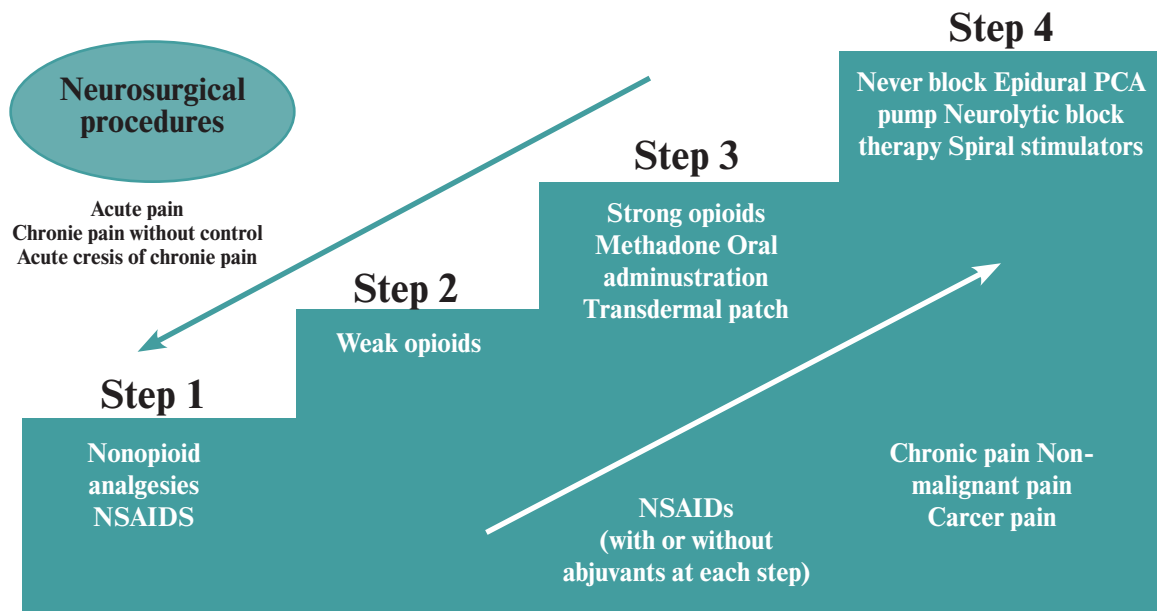 Neurosurgical
procedures
Acute pain
Chronie pain without control
Acute cresis of chronie pain
Step 1
Nonopioid
analgesies
NSAIDS
Step 2
Weak opioids
Step 3
Strong opioids
Methadone Oral
adminustration
Transdermal patch
Step 4
Never block Epidural PCA
pump Neurolytic block
therapy Spiral stimulators
NSAIDs
(with or without
abjuvants at each step)
Chronic pain Non-
malignant pain
Carcer pain